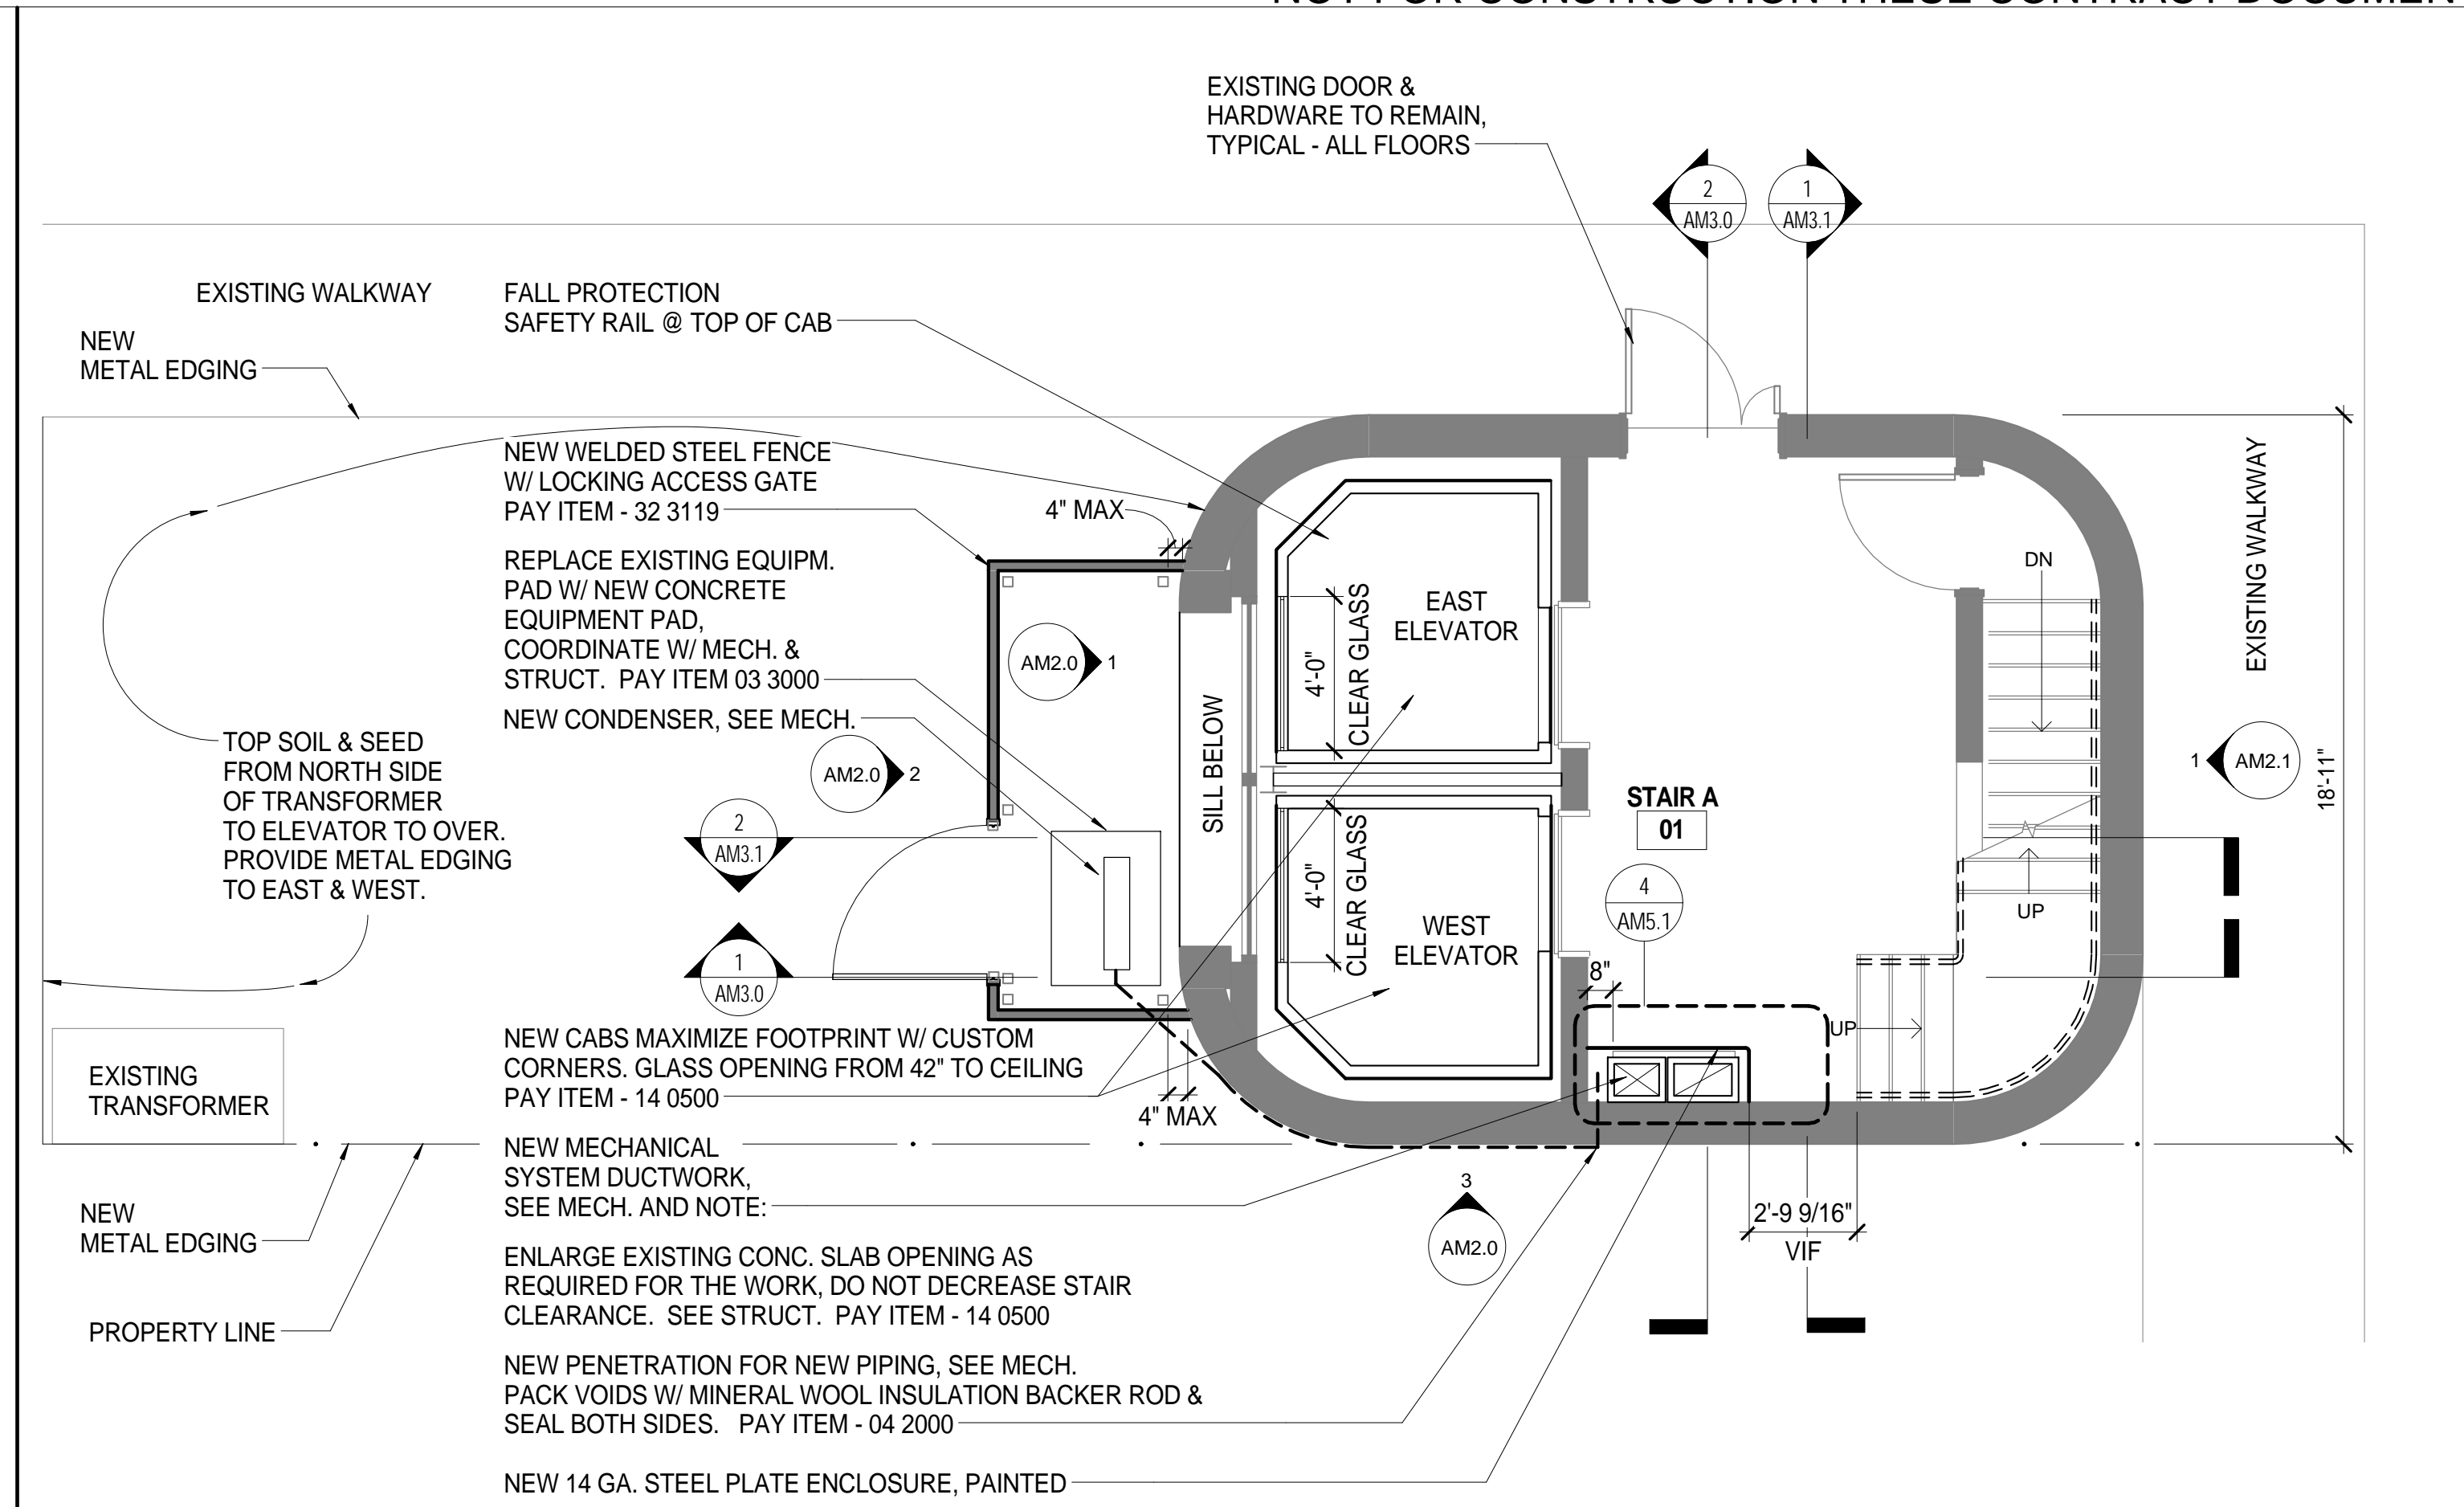 EXISTING DOOR &
HARDWARE TO REMAIN,
TYPICAL - ALL FLOORS
2
AM3.0
1
AM3.1
EXISTING WALKWAY
FALL PROTECTION
SAFETY RAIL @ TOP OF CAB
NEW
METAL EDGING
NEW WELDED STEEL FENCE
W/ LOCKING ACCESS GATE
PAY ITEM - 32 3119
4" MAX
REPLACE EXISTING EQUIPM.
PAD W/ NEW CONCRETE
EQUIPMENT PAD,
COORDINATE W/ MECH. &
STRUCT. PAY ITEM 03 3000
NEW CONDENSER, SEE MECH.
AM2.0
1
AM2.0
2
TOP SOIL & SEED
FROM NORTH SIDE
OF TRANSFORMER
TO ELEVATOR TO OVER.
PROVIDE METAL EDGING
TO EAST & WEST.
2
AM3.1
1
AM3.0
SILL BELOW
4'-0"
CLEAR GLASS
EAST
ELEVATOR
4'-0"
CLEAR GLASS
WEST
ELEVATOR
STAIR A
01
4
AM5.1
8"
DN
UP
UP
EXISTING WALKWAY
1
AM2.1
18'-11"
EXISTING
TRANSFORMER
NEW CABS MAXIMIZE FOOTPRINT W/ CUSTOM
CORNERS. GLASS OPENING FROM 42" TO CEILING
PAY ITEM - 14 0500
4" MAX
NEW MECHANICAL
SYSTEM DUCTWORK,
SEE MECH. AND NOTE:
3
AM2.0
2'-9 9/16"
VIF
NEW
METAL EDGING
ENLARGE EXISTING CONC. SLAB OPENING AS
REQUIRED FOR THE WORK, DO NOT DECREASE STAIR
CLEARANCE. SEE STRUCT. PAY ITEM - 14 0500
PROPERTY LINE
NEW PENETRATION FOR NEW PIPING, SEE MECH.
PACK VOIDS W/ MINERAL WOOL INSULATION BACKER ROD &
SEAL BOTH SIDES. PAY ITEM - 04 2000
NEW 14 GA. STEEL PLATE ENCLOSURE, PAINTED